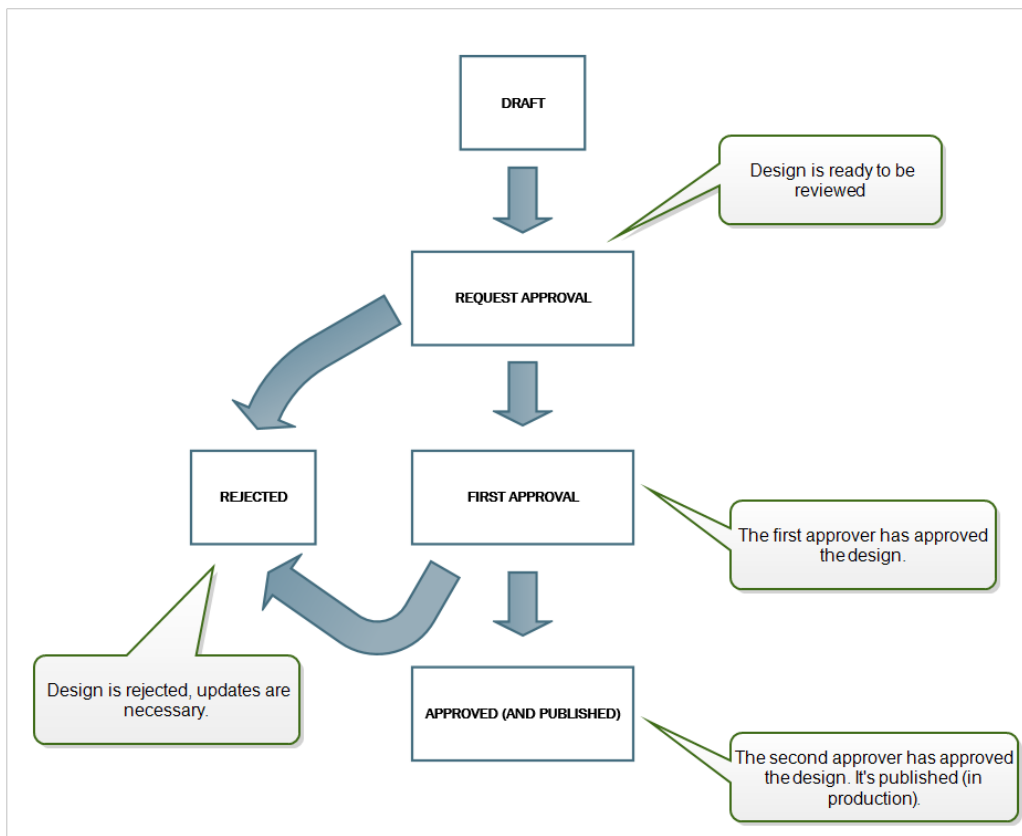 DRAFT
Design is ready to be
reviewed
REQUEST APPROVAL
REJECTED
FIRST APPROVAL
The first approver has approved
the design.
Design is rejected, updates are
necessary.
APPROVED (AND PUBLISHED)
The second approver has approved
the design. It's published (in
production).